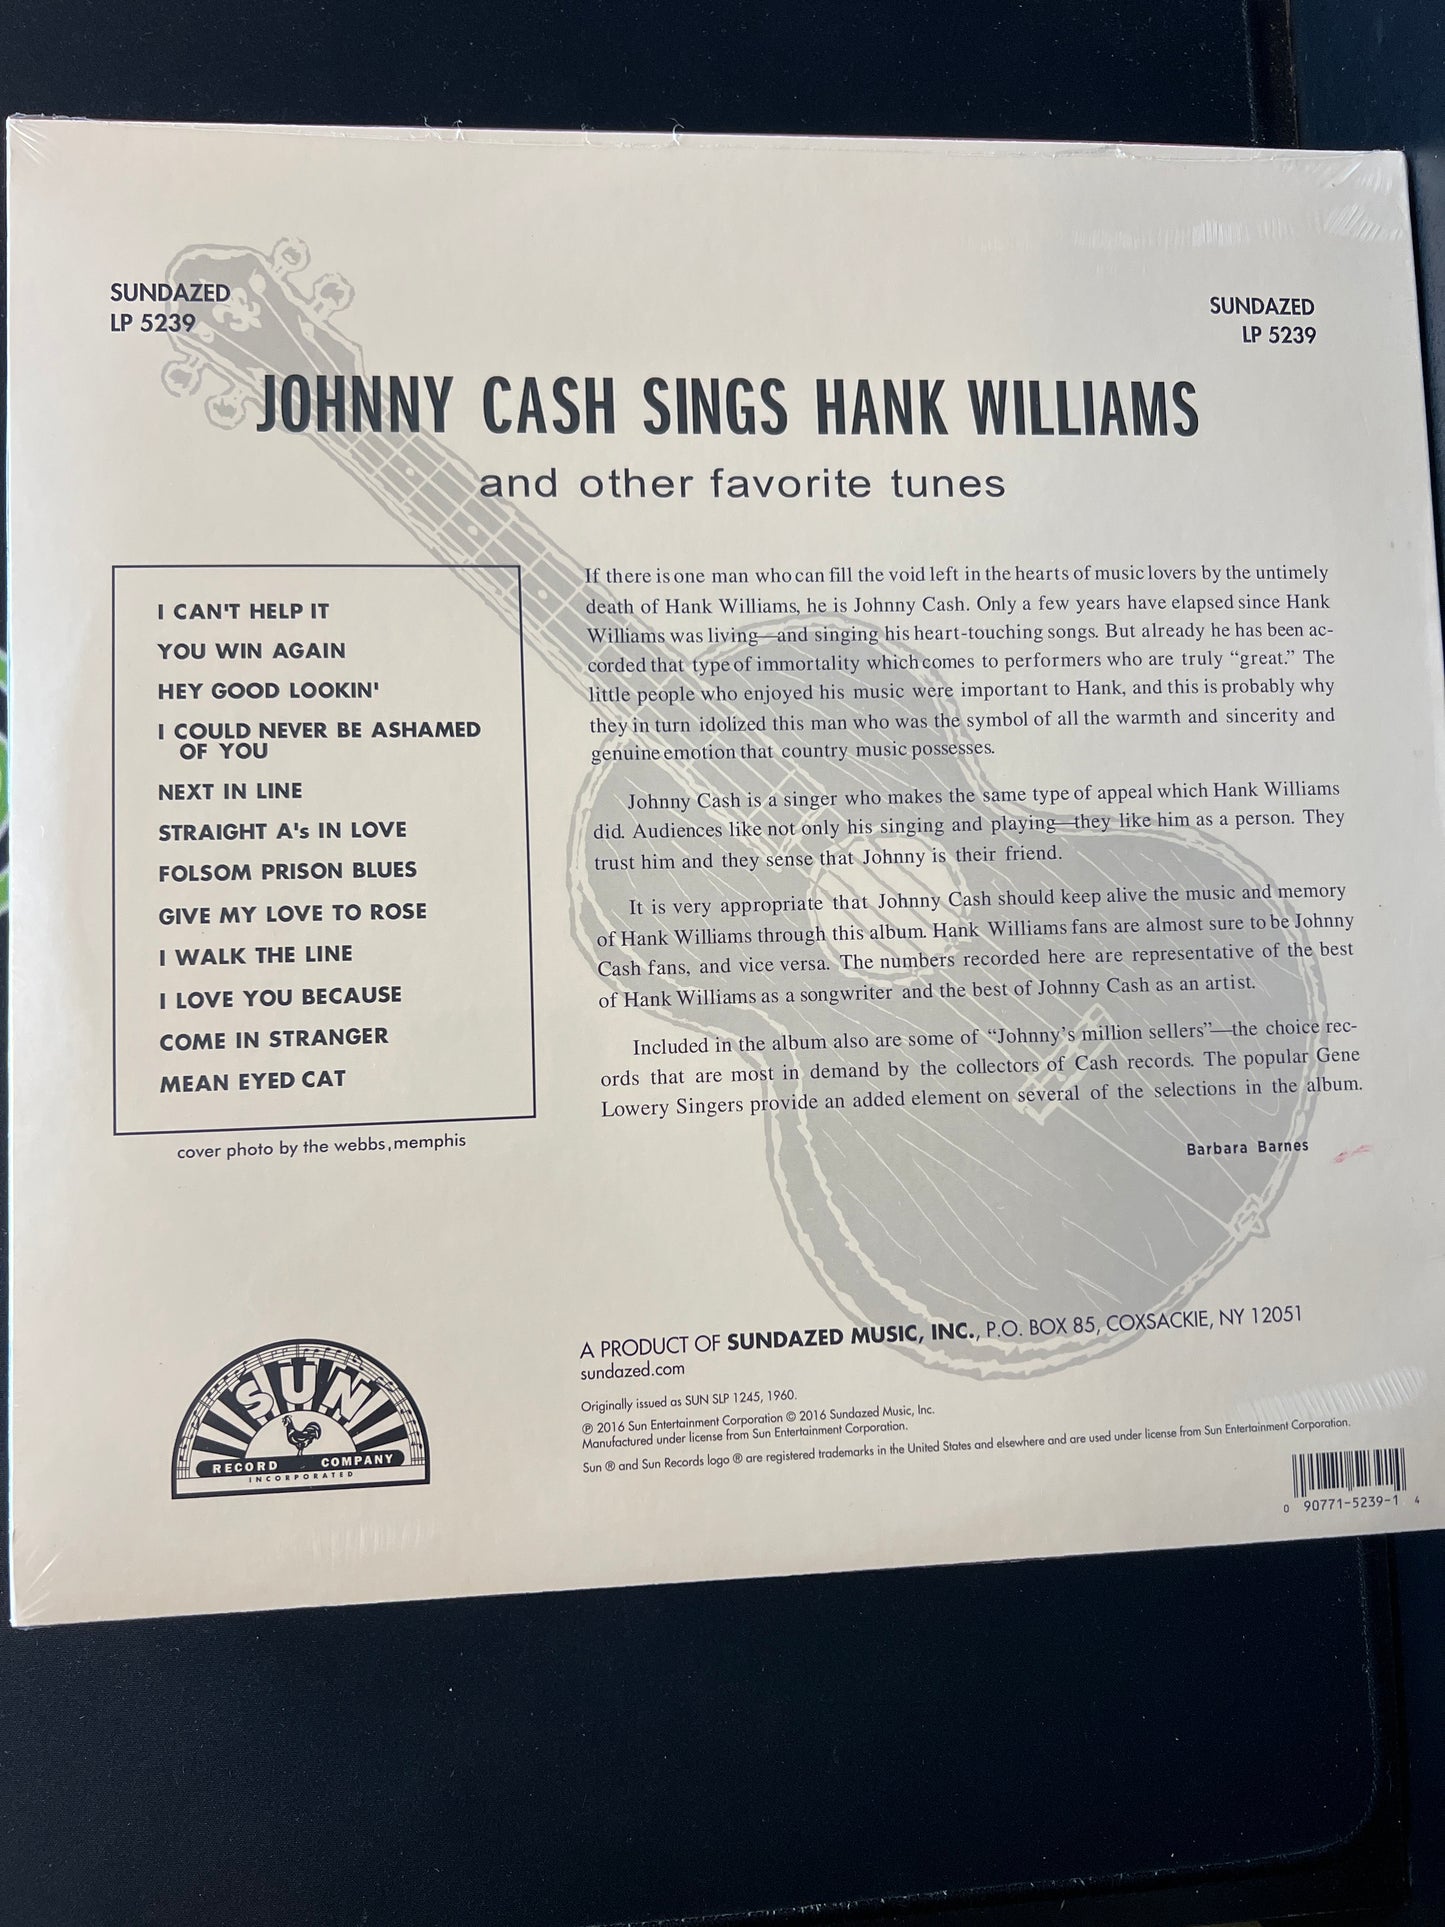 SUNDAZED
LP 5239
SUNDAZED
LP 5239
JOHNNY CASH SINGS HANK WILLIAMS
and other favorite tunes
I CAN'T HELP IT
YOU WIN AGAIN
HEY GOOD LOOKIN'
I COULD NEVER BE ASHAMED
OF YOU
NEXT IN LINE
STRAIGHT A's IN LOVE
FOLSOM PRISON BLUES
GIVE MY LOVE TO ROSE
I WALK THE LINE
I LOVE YOU BECAUSE
COME IN STRANGER
MEAN EYED CAT
cover photo by the webbs, memphis
If there is one man who can fill the void left in the hearts of music lovers by the untimely
death of Hank Williams, he is Johnny Cash. Only a few years have elapsed since Hank
Williams was living—and singing his heart-touching songs. But already he has been ac-
corded that type of immortality which comes to performers who are truly “great.” The
little people who enjoyed his music were important to Hank, and this is probably why
they in turn idolized this man who was the symbol of all the warmth and sincerity and
genuine emotion that country music possesses.
Johnny Cash is a singer who makes the same type of appeal which Hank Williams
did. Audiences like not only his singing and playing—they like him as a person. They
trust him and they sense that Johnny is their friend.
It is very appropriate that Johnny Cash should keep alive the music and memory
of Hank Williams through this album. Hank Williams fans are almost sure to be Johnny
Cash fans, and vice versa. The numbers recorded here are representative of the best
of Hank Williams as a songwriter and the best of Johnny Cash as an artist.
Included in the album also are some of “Johnny’s million sellers”—the choice rec-
ords that are most in demand by the collectors of Cash records. The popular Gene
Lowery Singers provide an added element on several of the selections in the album.
Barbara Barnes
SUN
RECORD COMPANY
INCORPORATED
A PRODUCT OF SUNDAZED MUSIC, INC., P.O. BOX 85, COXSACKIE, NY 12051
sundazed.com
Originally issued as SUN SLP 1245, 1960.
℗ 2016 Sun Entertainment Corporation © 2016 Sundazed Music, Inc.
Manufactured under license from Sun Entertainment Corporation.
Sun ® and Sun Records logo ® are registered trademarks in the United States and elsewhere and are used under license from Sun Entertainment Corporation.
0 90771-5239-1 4